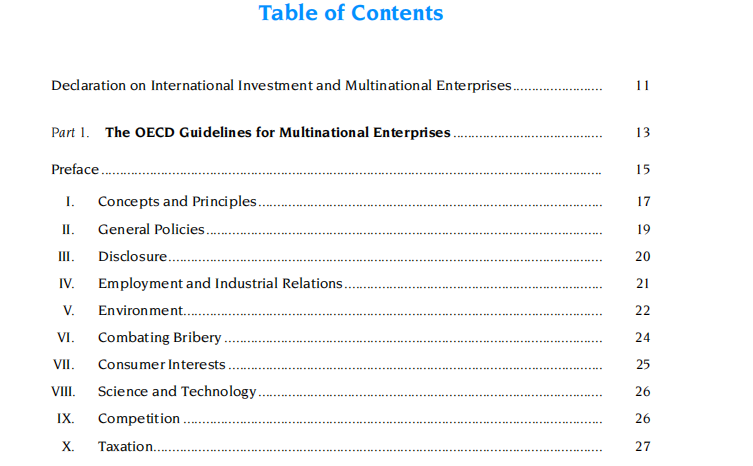 Table of Contents
Declaration on International Investment and Multinational Enterprises........................ 11
Part 1. The OECD Guidelines for Multinational Enterprises....................................... 13
Preface.................................................................................................................................... 15
I. Concepts and Principles.......................................................................................... 17
II. General Policies........................................................................................................ 19
III. Disclosure.................................................................................................................. 20
IV. Employment and Industrial Relations.................................................................... 21
V. Environment.............................................................................................................. 22
VI. Combating Bribery.................................................................................................... 24
VII. Consumer Interests................................................................................................... 25
VIII. Science and Technology.......................................................................................... 26
IX. Competition............................................................................................................... 26
X. Taxation...................................................................................................................... 27